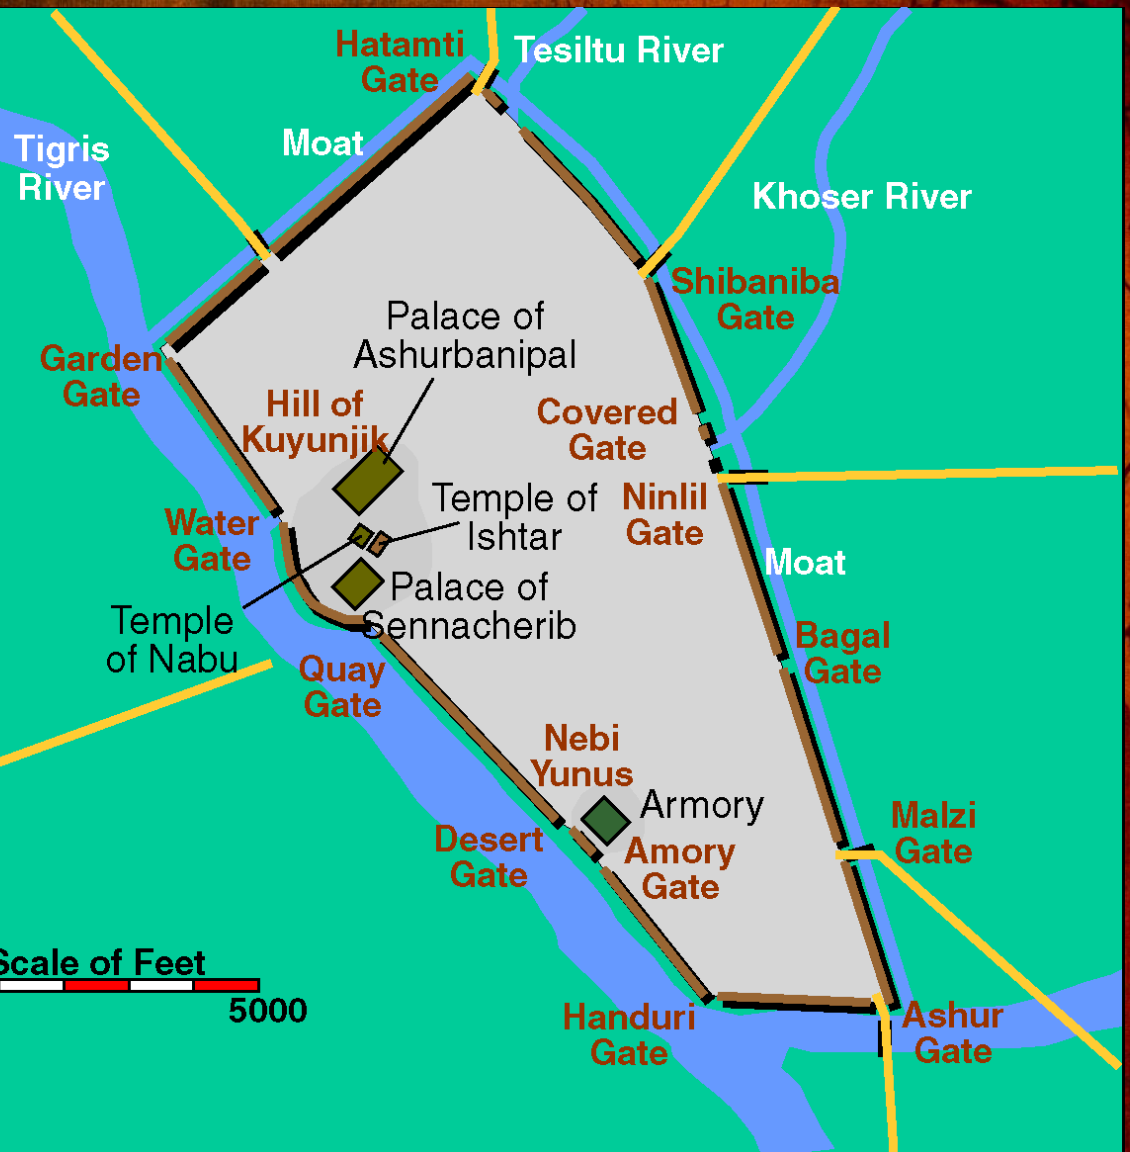 Hatamti
Gate
Tesiltu River
Moat
Tigris
River
Khoser River
Shibaniba
Gate
Palace of
Ashurbanipal
Garden
Gate
Hill of
Kuyunjik
Covered
Gate
Temple of
Ishtar
Ninlil
Gate
Water
Gate
Moat
Palace of
Sennacherib
Temple
of Nabu
Bagal
Gate
Quay
Gate
Nebi
Yunus
Armory
Malzi
Gate
Desert
Gate
Amory
Gate
Scale of Feet
5000
Handuri
Gate
Ashur
Gate